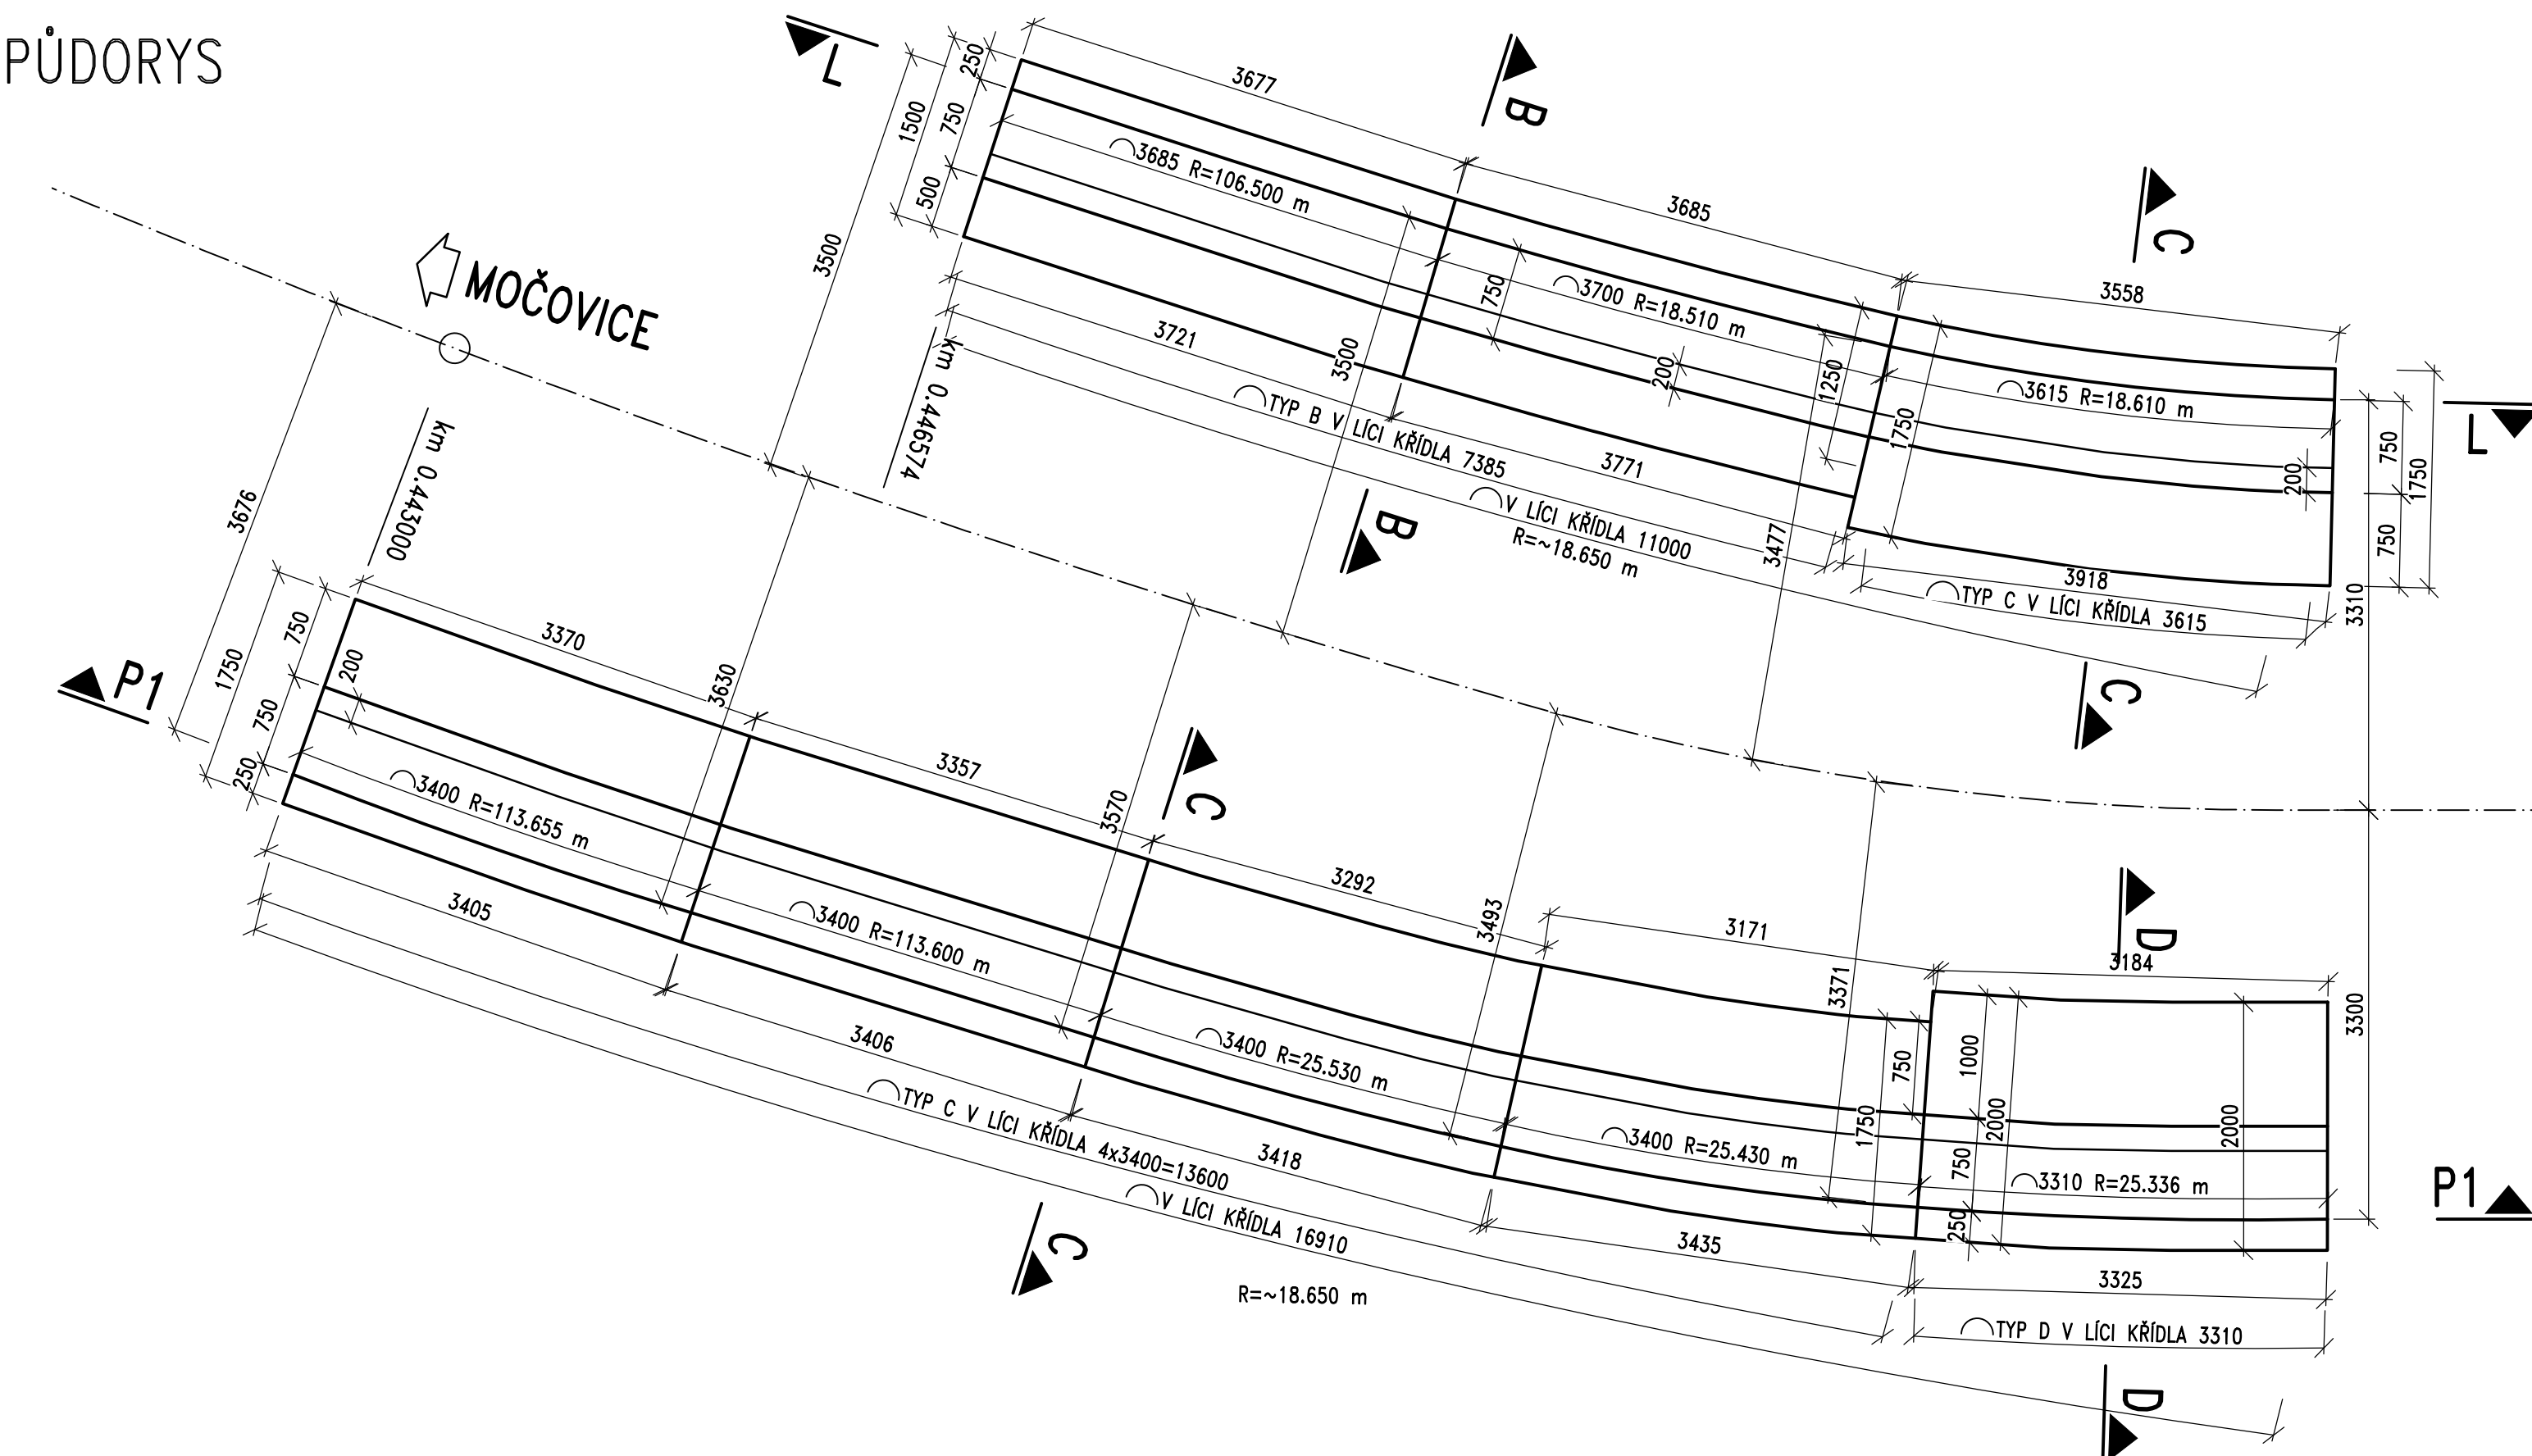 PŮDORYS
L
B
C
3677
250
750
1500
500
3500
3685 R=106.500 m
3685
3558
MOČOVICE
km 0.446574
km 0.443000
3700 R=18.510 m
750
3500
200
1250
1750
3615 R=18.610 m
L
750
200
1750
750
3310
3721
TYP B V LÍCI KŘÍDLA 7385
3771
V LÍCI KŘÍDLA 11000
R=~18.650 m
B
3477
3918
TYP C V LÍCI KŘÍDLA 3615
C
3676
P1
1750
750
200
750
250
3370
3630
3357
3570
C
3292
3493
3171
3371
D
3184
3300
3400 R=113.655 m
3400 R=113.600 m
3400 R=25.530 m
3400 R=25.430 m
3310 R=25.336 m
750
1750
1000
2000
750
250
2000
P1
3405
3406
3418
3435
3325
TYP C V LÍCI KŘÍDLA 4x3400=13600
V LÍCI KŘÍDLA 16910
R=~18.650 m
TYP D V LÍCI KŘÍDLA 3310
C
D